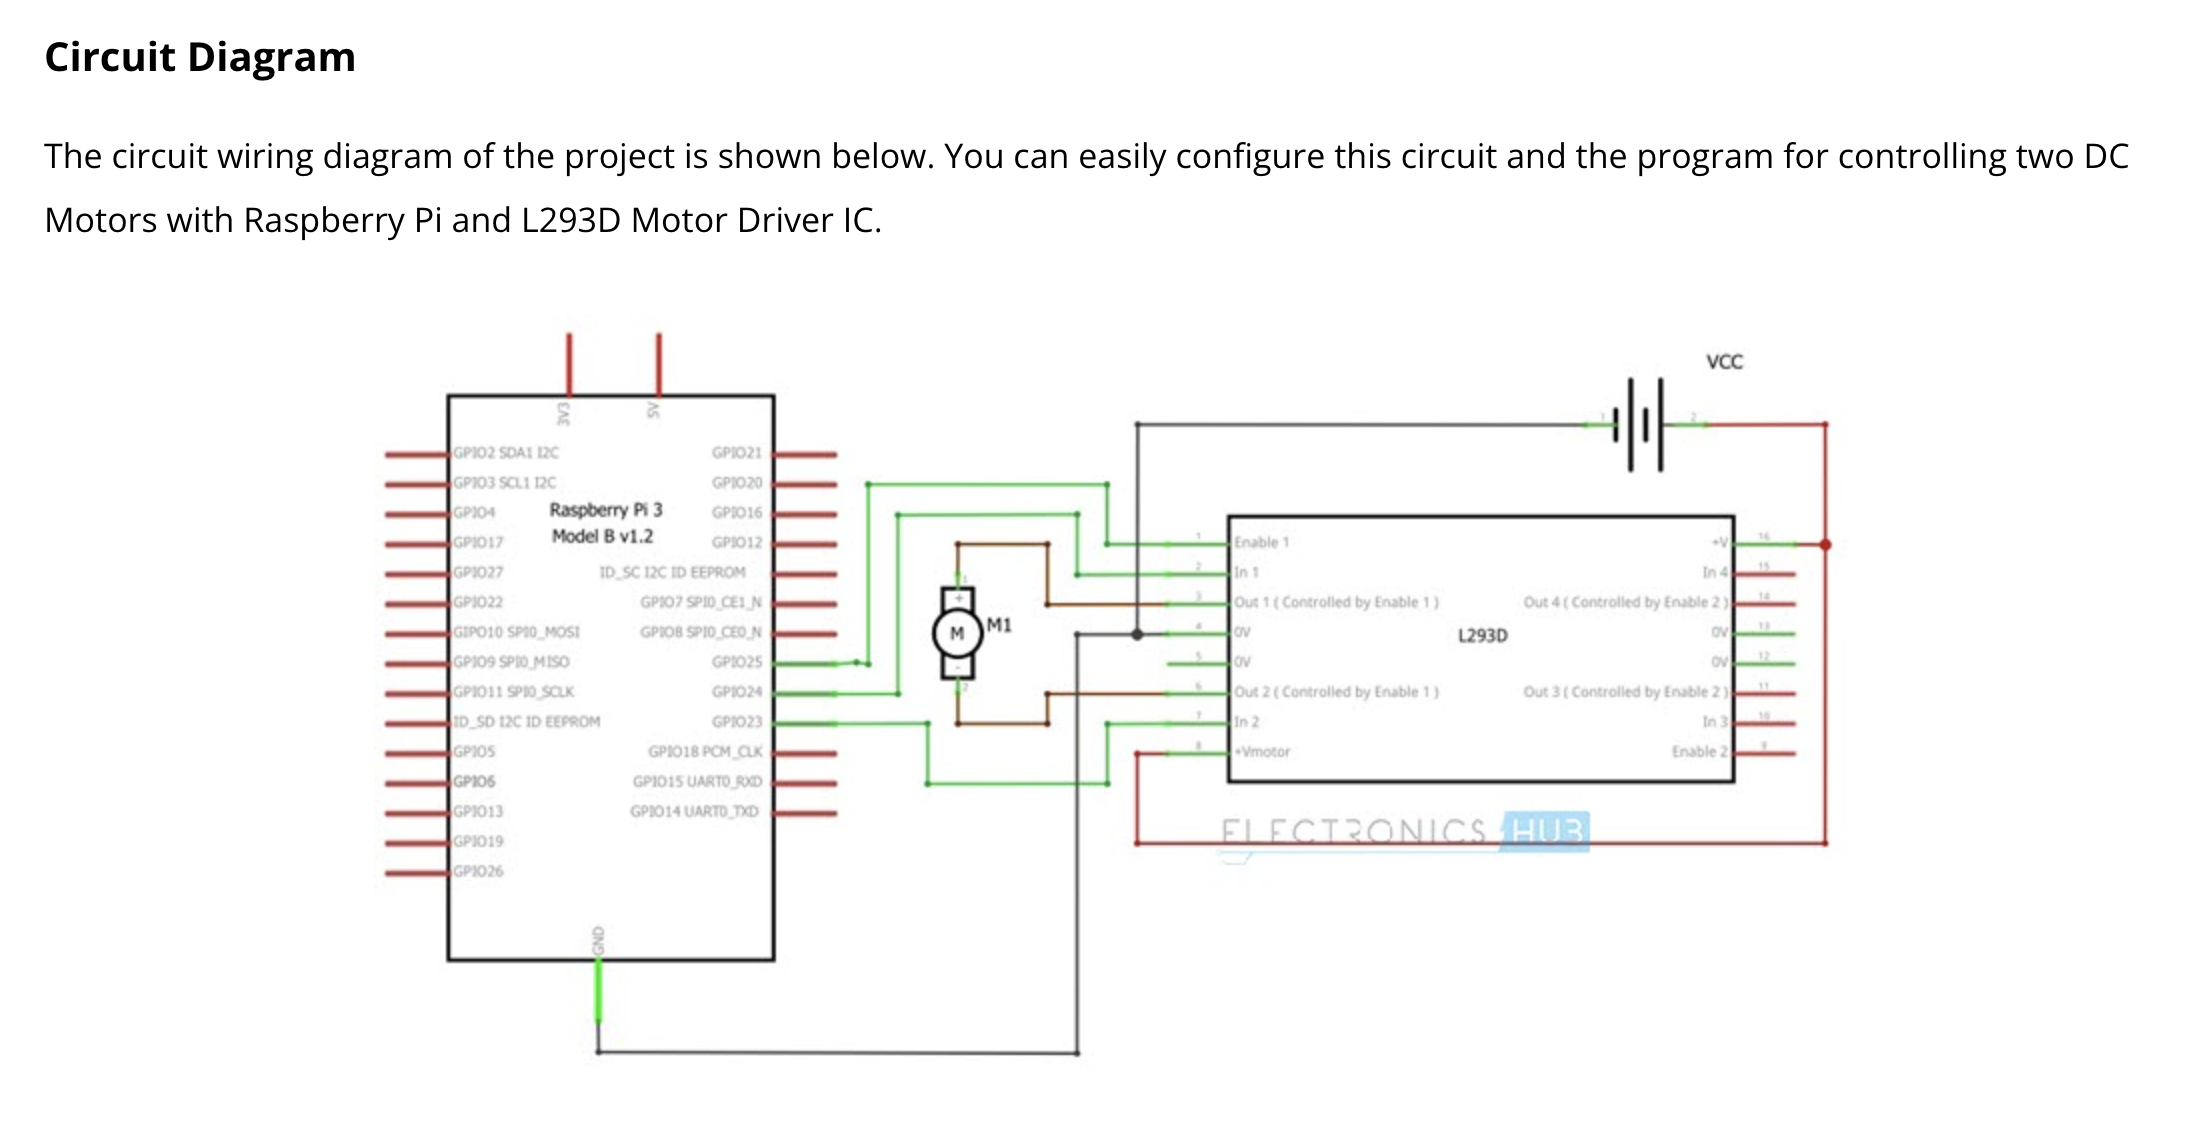 Circuit Diagram
The circuit wiring diagram of the project is shown below. You can easily configure this circuit and the program for controlling two DC
Motors with Raspberry Pi and L293D Motor Driver IC.
3V3
5V
GPIO2 SDA1 I2C
GPIO3 SCL1 I2C
GPIO4
GPIO17
GPIO27
GPIO22
GIPO10 SPI0_MOSI
GPIO9 SPI0_MISO
GPIO11 SPI0_SCLK
ID_SD I2C ID EEPROM
GPIO5
GPIO6
GPIO13
GPIO19
GPIO26
Raspberry Pi 3
Model B v1.2
GPIO21
GPIO20
GPIO16
GPIO12
ID_SC I2C ID EEPROM
GPIO7 SPI0_CE1_N
GPIO8 SPI0_CE0_N
GPIO25
GPIO24
GPIO23
GPIO18 PCM_CLK
GPIO15 UART0_RXD
GPIO14 UART0_TXD
GND
1
+
M
M1
-
2
VCC
1
2
1
2
3
4
5
6
7
8
Enable 1
In 1
Out 1 ( Controlled by Enable 1 )
0V
0V
Out 2 ( Controlled by Enable 1 )
In 2
+Vmotor
L293D
+V
In 4
Out 4 ( Controlled by Enable 2 )
0V
0V
Out 3 ( Controlled by Enable 2 )
In 3
Enable 2
16
15
14
13
12
11
10
9
ELECTRONICS HUB